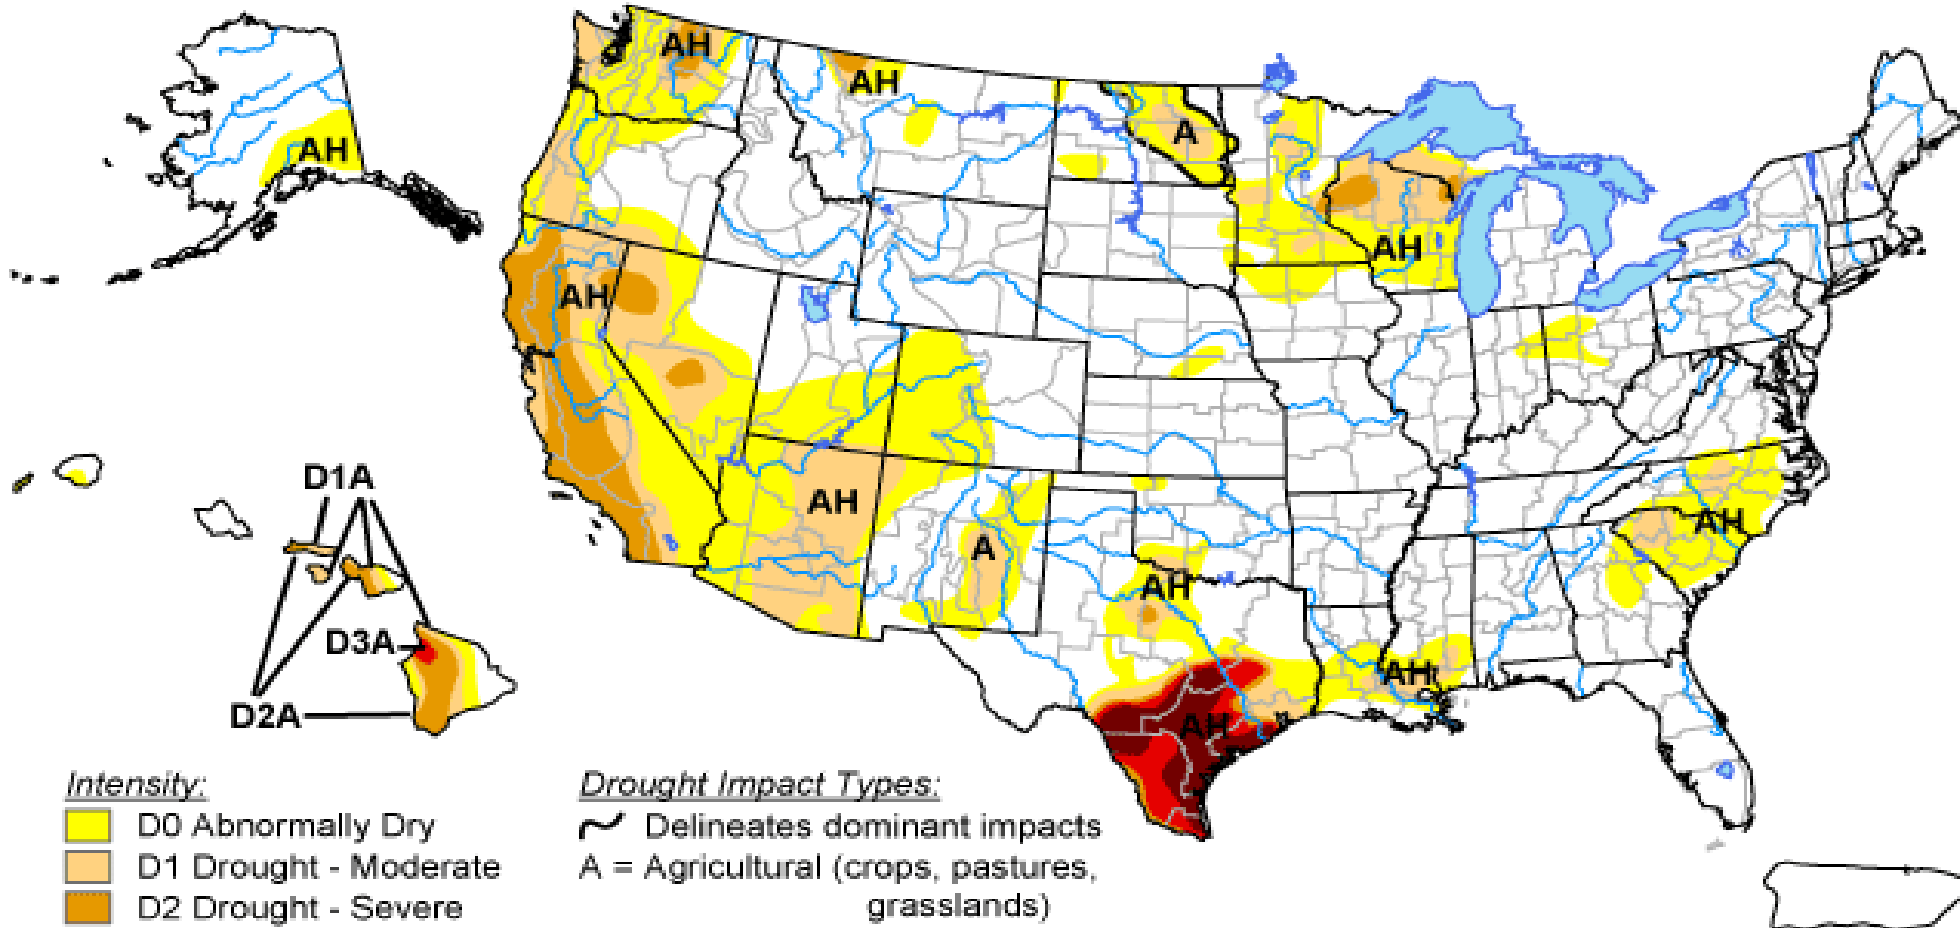 AH
AH
AH
A
AH
AH
AH
D1A
AH
AH
A
AH
D3A
AH
D2A
AH
Intensity:
D0 Abnormally Dry
D1 Drought - Moderate
D2 Drought - Severe
Drought Impact Types:
Delineates dominant impacts
A = Agricultural (crops, pastures,
grasslands)